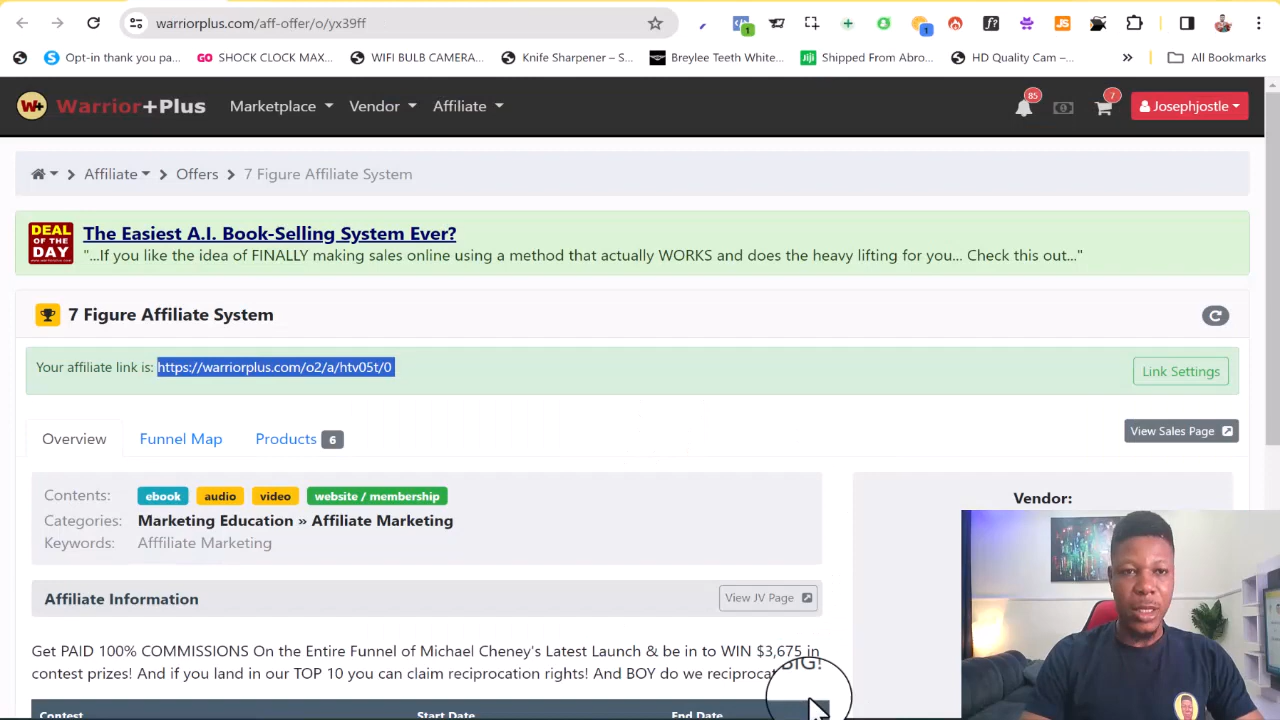 warriorplus.com/aff-offer/o/yx39ff
1
1
Opt-in thank you pa...
GO SHOCK CLOCK MAX...
WIFI BULB CAMERA...
Knife Sharpener – S...
Breylee Teeth White...
Jiji Shipped From Abro...
HD Quality Cam –...
»
All Bookmarks
W+ Warrior+Plus
Marketplace
Vendor
Affiliate
85
7
Josephjostle
Affiliate
Offers
7 Figure Affiliate System
DEAL
OF THE
DAY
The Easiest A.I. Book-Selling System Ever?
"...If you like the idea of FINALLY making sales online using a method that actually WORKS and does the heavy lifting for you... Check this out..."
7 Figure Affiliate System
Your affiliate link is: https://warriorplus.com/o2/a/htv05t/0
Link Settings
Overview
Funnel Map
Products 6
View Sales Page
Contents: ebook audio video website / membership
Categories: Marketing Education » Affiliate Marketing
Keywords: Afffiliate Marketing
Vendor:
Affiliate Information
View JV Page
Get PAID 100% COMMISSIONS On the Entire Funnel of Michael Cheney's Latest Launch & be in to WIN $3,675 in
contest prizes! And if you land in our TOP 10 you can claim reciprocation rights! And BOY do we reciproca
BIG!
Contest
Start Date
End Date